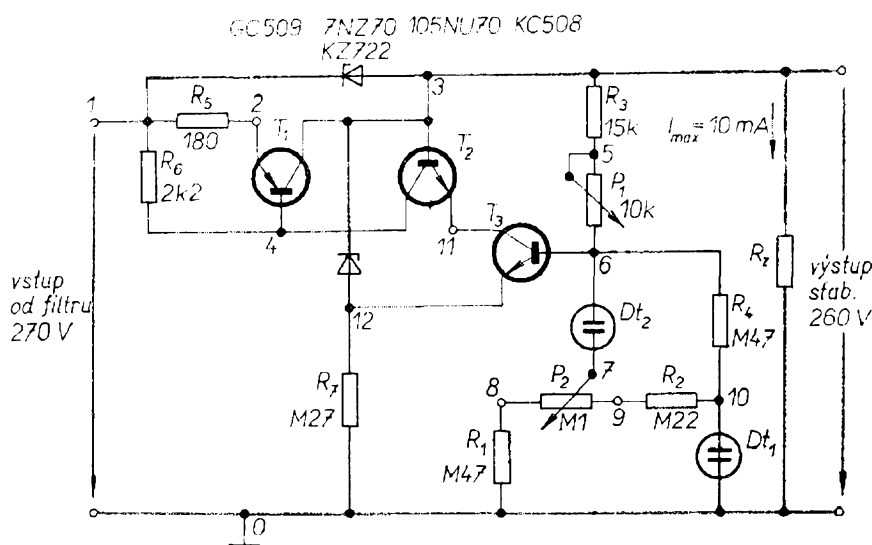 GC509 7NZ70 105NU70 KC508
KZ722
3
1
R5
2
180
T1
T2
R3
15k
Imax=10 mA
5
R6
2k2
P1
10k
T3
4
11
6
Rz
vstup
od filtru
270 V
výstup
stab.
260 V
12
Dt2
R4
M47
7
8
P2
R2
10
R7
M27
9
M1
M22
R1
M47
Dt1
0